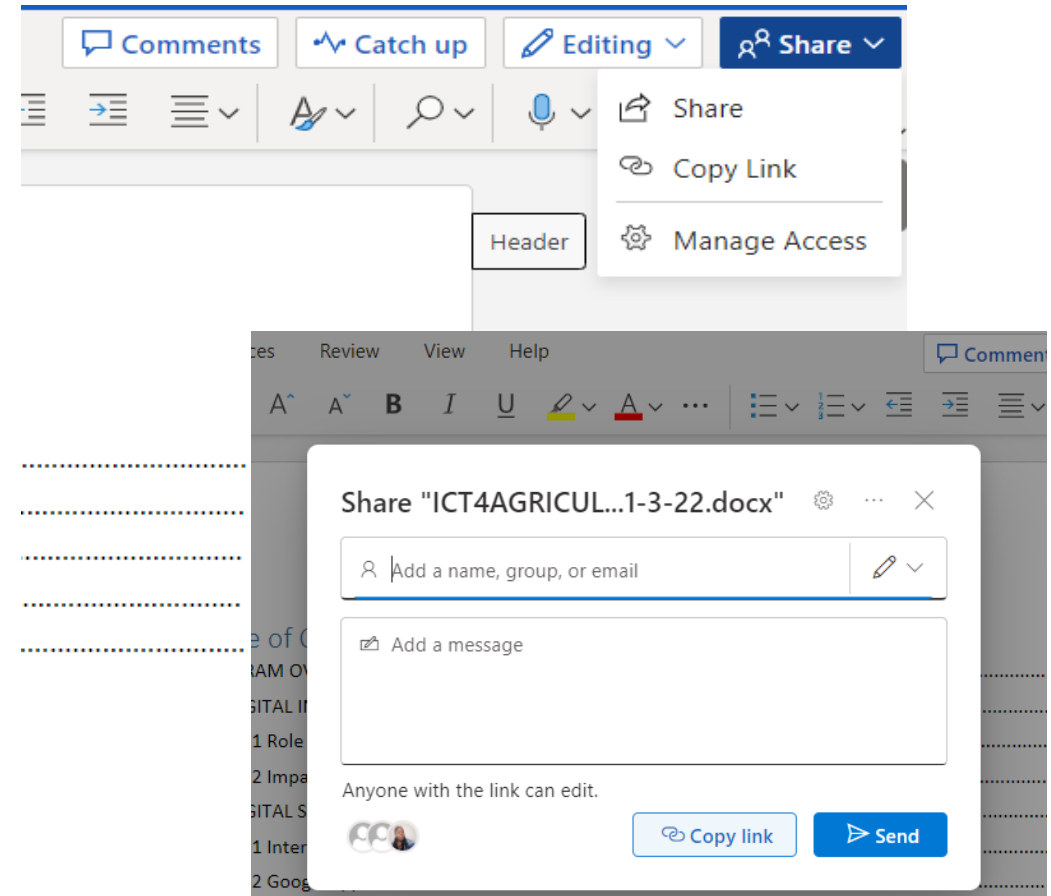 Comments Catch up Editing Share
Share
Copy Link
Header
Manage Access
Review View Help Comment
A A B I U A
Share "ICT4AGRICUL...1-3-22.docx"
Add a name, group, or email
e of
Add a message
RAM
GITAL
1 Role
2 Impa
Anyone with the link can edit.
GITAL S
Copy link Send
1 Inter
2 Goog